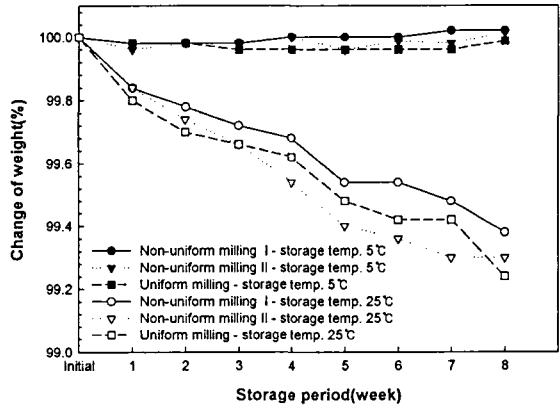 Change of weight(%)
100.0
99.8
99.6
99.4
99.2
99.0
Non-uniform milling I - storage temp. 5℃
Non-uniform milling II - storage temp. 5℃
Uniform milling - storage temp. 5℃
Non-uniform milling I - storage temp. 25℃
Non-uniform milling II - storage temp. 25℃
Uniform milling - storage temp. 25℃
Initial 1 2 3 4 5 6 7 8
Storage period(week)